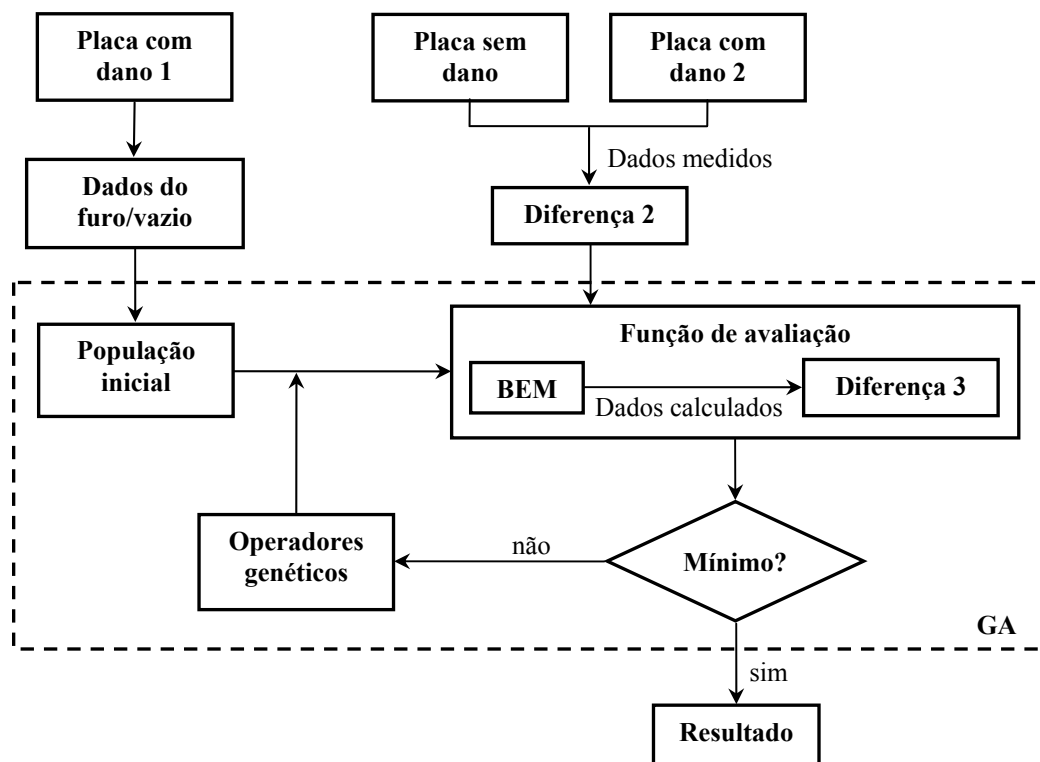 Placa com
dano 1
Placa sem
dano
Placa com
dano 2
Dados medidos
Dados do
furo/vazio
Diferença 2
População
inicial
Função de avaliação
BEM
Dados calculados
Diferença 3
Operadores
genéticos
não
Mínimo?
GA
sim
Resultado